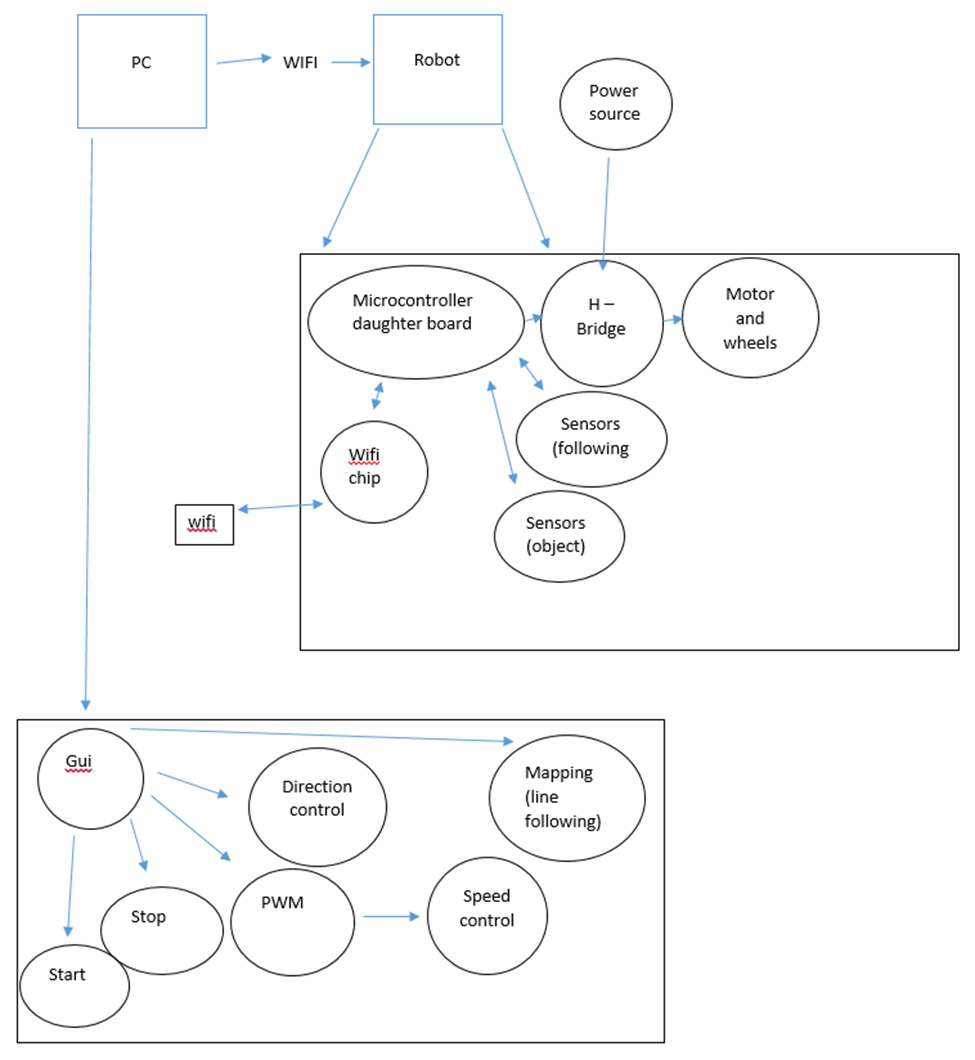 PC
WIFI
Robot
Power
source
Microcontroller
daughter board
H –
Bridge
Motor
and
wheels
Sensors
(following
Wifi
chip
wifi
Sensors
(object)
Gui
Direction
control
Mapping
(line
following)
Stop
PWM
Speed
control
Start